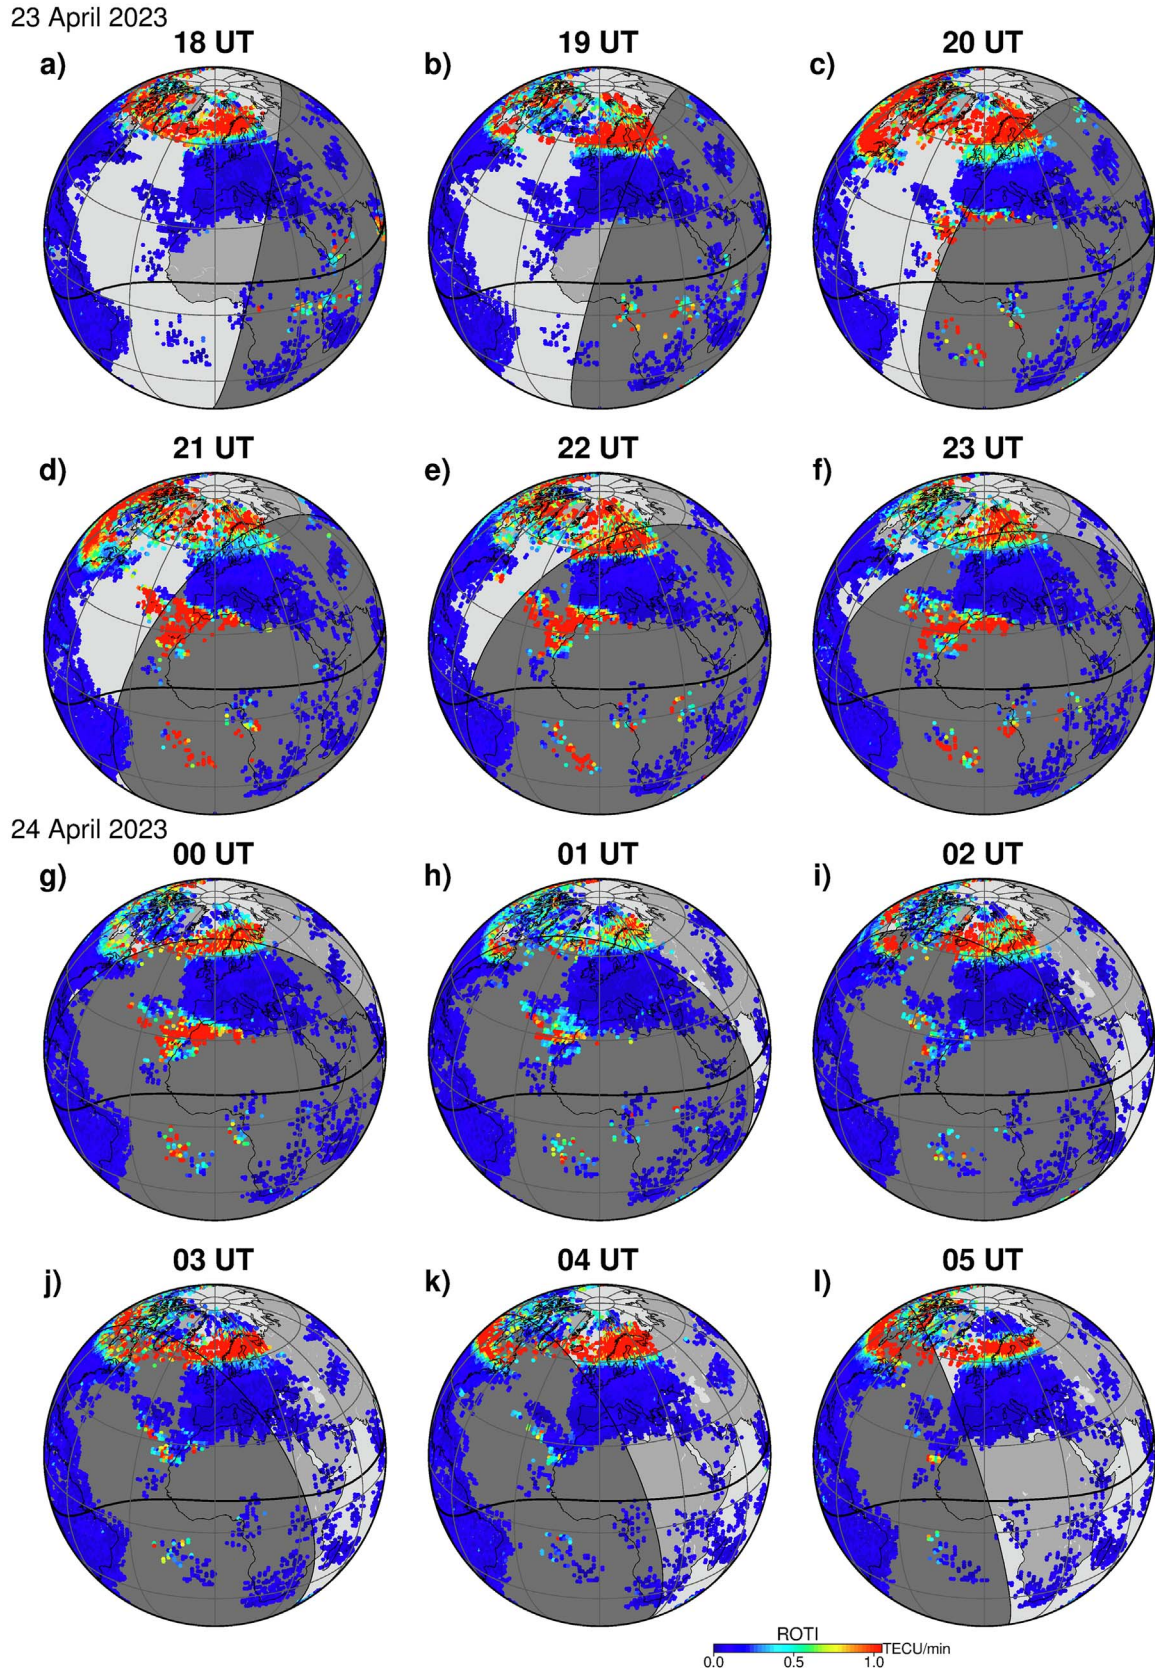 23 April 2023
18 UT
19 UT
20 UT
a)
b)
c)
21 UT
22 UT
23 UT
d)
e)
f)
24 April 2023
00 UT
01 UT
02 UT
g)
h)
i)
03 UT
04 UT
05 UT
j)
k)
l)
ROTI
TECU/min
0.0 0.5 1.0